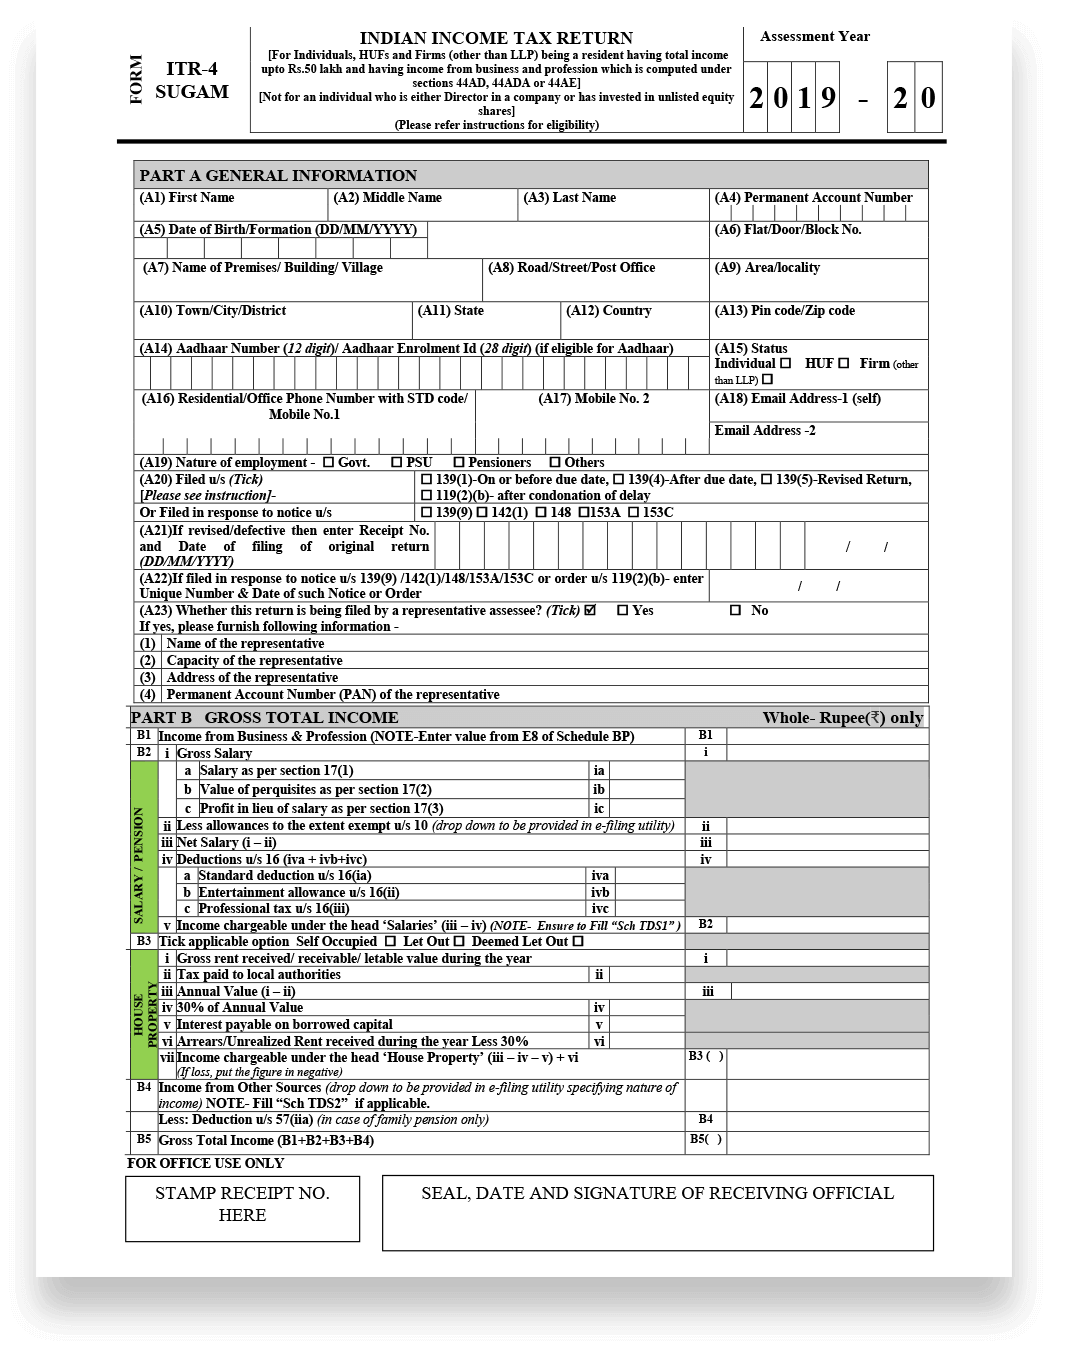 FORM
ITR-4
SUGAM
INDIAN INCOME TAX RETURN
[For Individuals, HUFs and Firms (other than LLP) being a resident having total income
upto Rs.50 lakh and having income from business and profession which is computed under
sections 44AD, 44ADA or 44AE]
[Not for an individual who is either Director in a company or has invested in unlisted equity
shares]
(Please refer instructions for eligibility)
Assessment Year
2 0 1 9 - 2 0
PART A GENERAL INFORMATION
(A1) First Name (A2) Middle Name (A3) Last Name (A4) Permanent Account Number
(A5) Date of Birth/Formation (DD/MM/YYYY) (A6) Flat/Door/Block No.
(A7) Name of Premises/ Building/ Village (A8) Road/Street/Post Office (A9) Area/locality
(A10) Town/City/District (A11) State (A12) Country (A13) Pin code/Zip code
(A14) Aadhaar Number (12 digit)/ Aadhaar Enrolment Id (28 digit) (if eligible for Aadhaar)
(A15) Status
Individual ☐ HUF ☐ Firm (other
than LLP) ☐
(A16) Residential/Office Phone Number with STD code/
Mobile No.1
(A17) Mobile No. 2
(A18) Email Address-1 (self)
Email Address -2
(A19) Nature of employment - ☐ Govt. ☐ PSU ☐ Pensioners ☐ Others
(A20) Filed u/s (Tick)
[Please see instruction]-
☐ 139(1)-On or before due date, ☐ 139(4)-After due date, ☐ 139(5)-Revised Return,
☐ 119(2)(b)- after condonation of delay
Or Filed in response to notice u/s ☐ 139(9) ☐ 142(1) ☐ 148 ☐153A ☐ 153C
(A21)If revised/defective then enter Receipt No.
and Date of filing of original return
(DD/MM/YYYY)
/ /
(A22)If filed in response to notice u/s 139(9) /142(1)/148/153A/153C or order u/s 119(2)(b)- enter
Unique Number & Date of such Notice or Order
/ /
(A23) Whether this return is being filed by a representative assessee? (Tick) ☑ ☐ Yes ☐ No
If yes, please furnish following information -
(1) Name of the representative
(2) Capacity of the representative
(3) Address of the representative
(4) Permanent Account Number (PAN) of the representative
PART B GROSS TOTAL INCOME Whole- Rupee(₹) only
B1 Income from Business & Profession (NOTE-Enter value from E8 of Schedule BP) B1
B2 i Gross Salary i
SALARY / PENSION
a Salary as per section 17(1) ia
b Value of perquisites as per section 17(2) ib
c Profit in lieu of salary as per section 17(3) ic
ii Less allowances to the extent exempt u/s 10 (drop down to be provided in e-filing utility) ii
iii Net Salary (i – ii) iii
iv Deductions u/s 16 (iva + ivb+ivc) iv
a Standard deduction u/s 16(ia) iva
b Entertainment allowance u/s 16(ii) ivb
c Professional tax u/s 16(iii) ivc
v Income chargeable under the head ‘Salaries’ (iii – iv) (NOTE- Ensure to Fill “Sch TDS1” ) B2
B3 Tick applicable option Self Occupied ☐ Let Out ☐ Deemed Let Out ☐
HOUSE
PROPERTY
i Gross rent received/ receivable/ letable value during the year i
ii Tax paid to local authorities ii
iii Annual Value (i – ii) iii
iv 30% of Annual Value iv
v Interest payable on borrowed capital v
vi Arrears/Unrealized Rent received during the year Less 30% vi
vii Income chargeable under the head ‘House Property’ (iii – iv – v) + vi B3 ( )
(If loss, put the figure in negative)
B4 Income from Other Sources (drop down to be provided in e-filing utility specifying nature of
income) NOTE- Fill “Sch TDS2” if applicable.
Less: Deduction u/s 57(iia) (in case of family pension only) B4
B5 Gross Total Income (B1+B2+B3+B4) B5( )
FOR OFFICE USE ONLY
STAMP RECEIPT NO.
HERE
SEAL, DATE AND SIGNATURE OF RECEIVING OFFICIAL